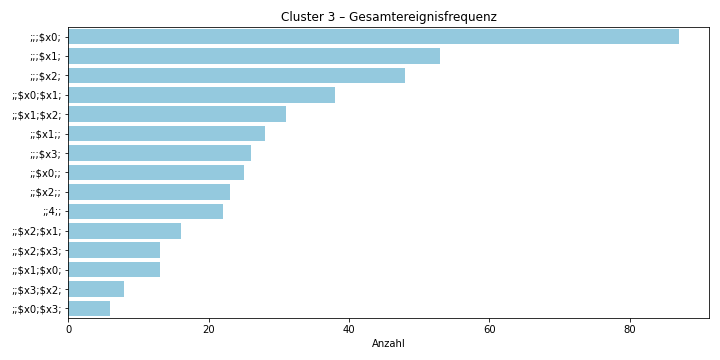 Cluster 3 – Gesamtereignisfrequenz
;;;$x0;
;;;$x1;
;;;$x2;
;;$x0;$x1;
;;$x1;$x2;
;;$x1;;
;;;$x3;
;;$x0;;
;;$x2;;
;;4;;
;;$x2;$x1;
;;$x2;$x3;
;;$x1;$x0;
;;$x3;$x2;
;;$x0;$x3;
0 20 40 60 80
Anzahl